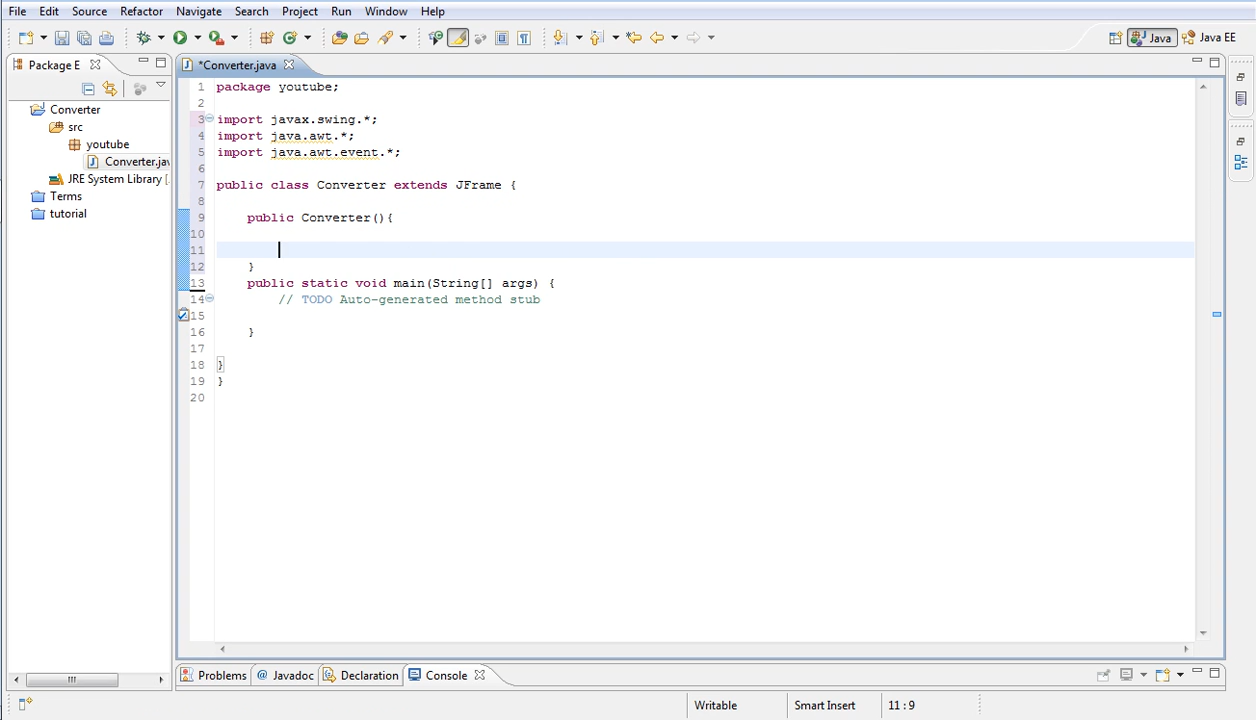 File Edit Source Refactor Navigate Search Project Run Window Help
Java Java EE
Package E *Converter.java
Converter
src
youtube
Converter.jav
JRE System Library [
Terms
tutorial
1 package youtube;
2
3 import javax.swing.*;
4 import java.awt.*;
5 import java.awt.event.*;
6
7 public class Converter extends JFrame {
8
9 public Converter(){
10
11
12 }
13 public static void main(String[] args) {
14 // TODO Auto-generated method stub
15
16 }
17
18 }
19 }
20
Problems @ Javadoc Declaration Console
Writable Smart Insert 11 : 9